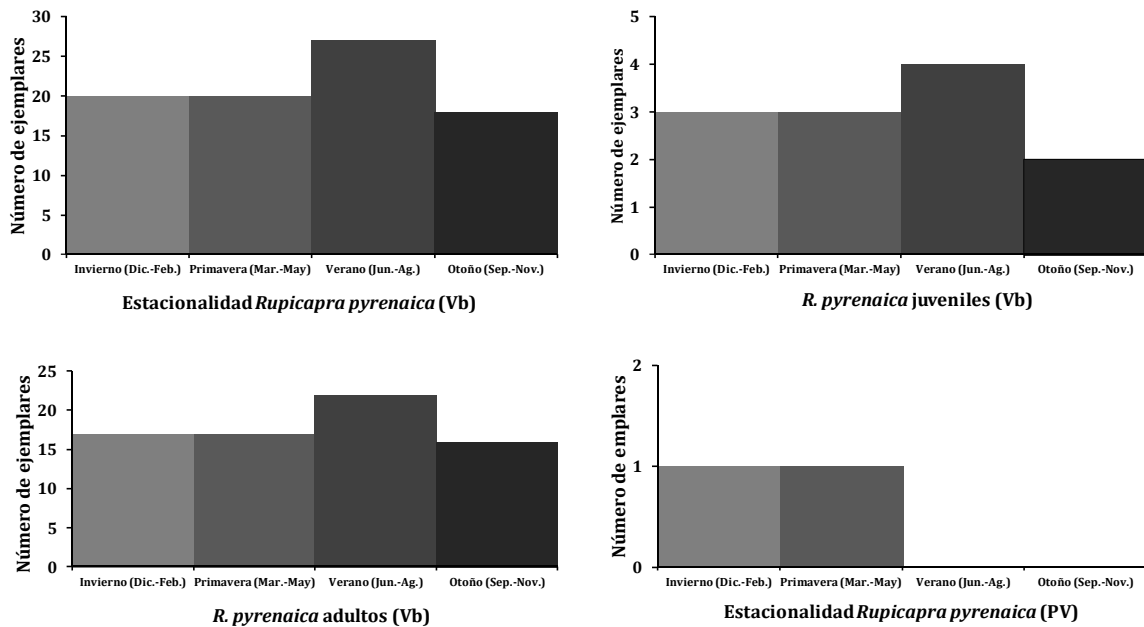 Número de ejemplares
30
25
20
15
10
5
0
Invierno (Dic.-Feb.) Primavera (Mar.-May) Verano (Jun.-Ag.) Otoño (Sep.-Nov.)
Estacionalidad Rupicapra pyrenaica (Vb)
Número de ejemplares
5
4
3
2
1
0
Invierno (Dic.-Feb.) Primavera (Mar.-May) Verano (Jun.-Ag.) Otoño (Sep.-Nov.)
R. pyrenaica juveniles (Vb)
Número de ejemplares
25
20
15
10
5
0
Invierno (Dic.-Feb.) Primavera (Mar.-May) Verano (Jun.-Ag.) Otoño (Sep.-Nov.)
R. pyrenaica adultos (Vb)
Número de emplares
2
1
0
Invierno (Dic.-Feb.) Primavera (Mar.-May) Verano (Jun.-Ag.) Otoño (Sep.-Nov.)
Estacionalidad Rupicapra pyrenaica (PV)